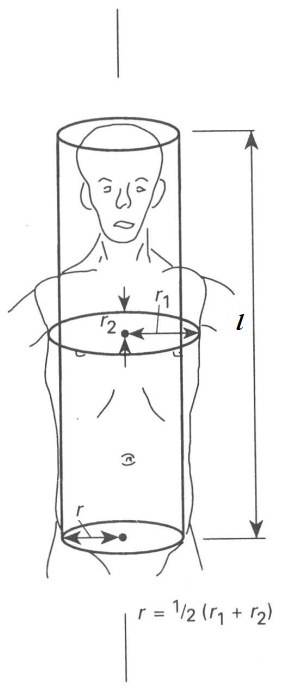 r₁
r₂
l
r
r = ¹/₂ (r₁ + r₂)